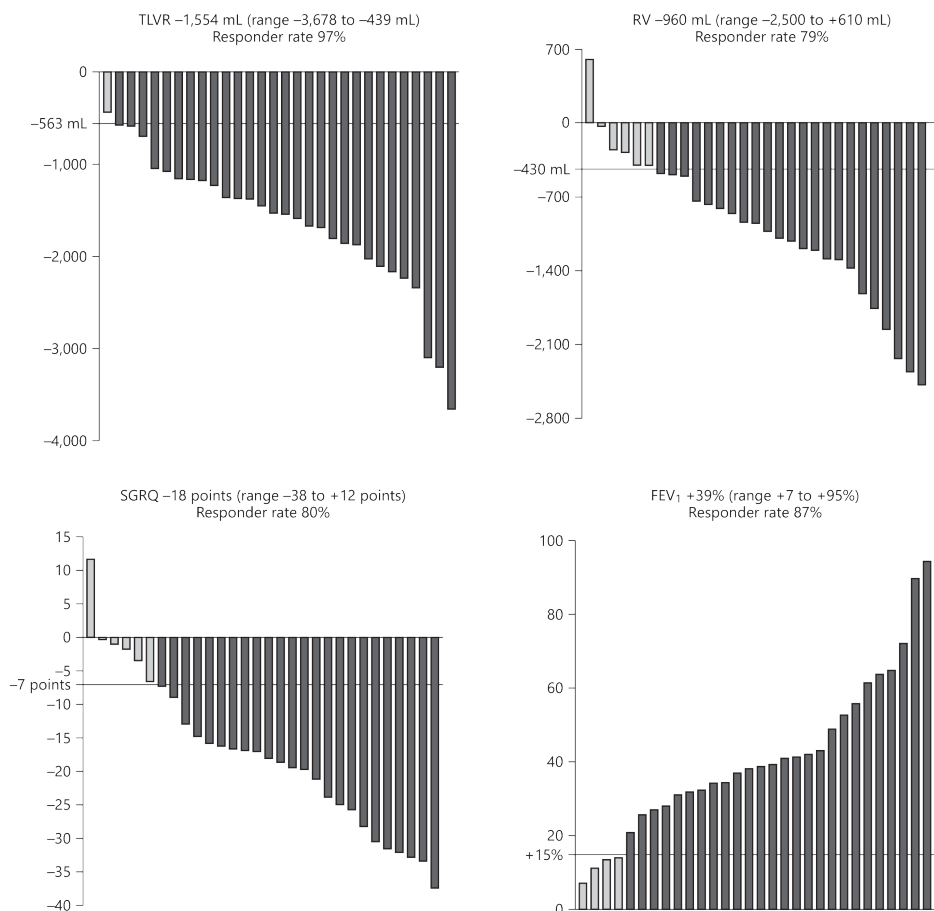 TLVR –1,554 mL (range –3,678 to –439 mL)
Responder rate 97%
0
–563 mL
–1,000
–2,000
–3,000
–4,000
RV –960 mL (range –2,500 to +610 mL)
Responder rate 79%
700
0
–430 mL
–700
–1,400
–2,100
–2,800
SGRQ –18 points (range –38 to +12 points)
Responder rate 80%
15
10
5
0
–5
–7 points
–10
–15
–20
–25
–30
–35
–40
FEV₁ +39% (range +7 to +95%)
Responder rate 87%
100
80
60
40
20
+15%
0